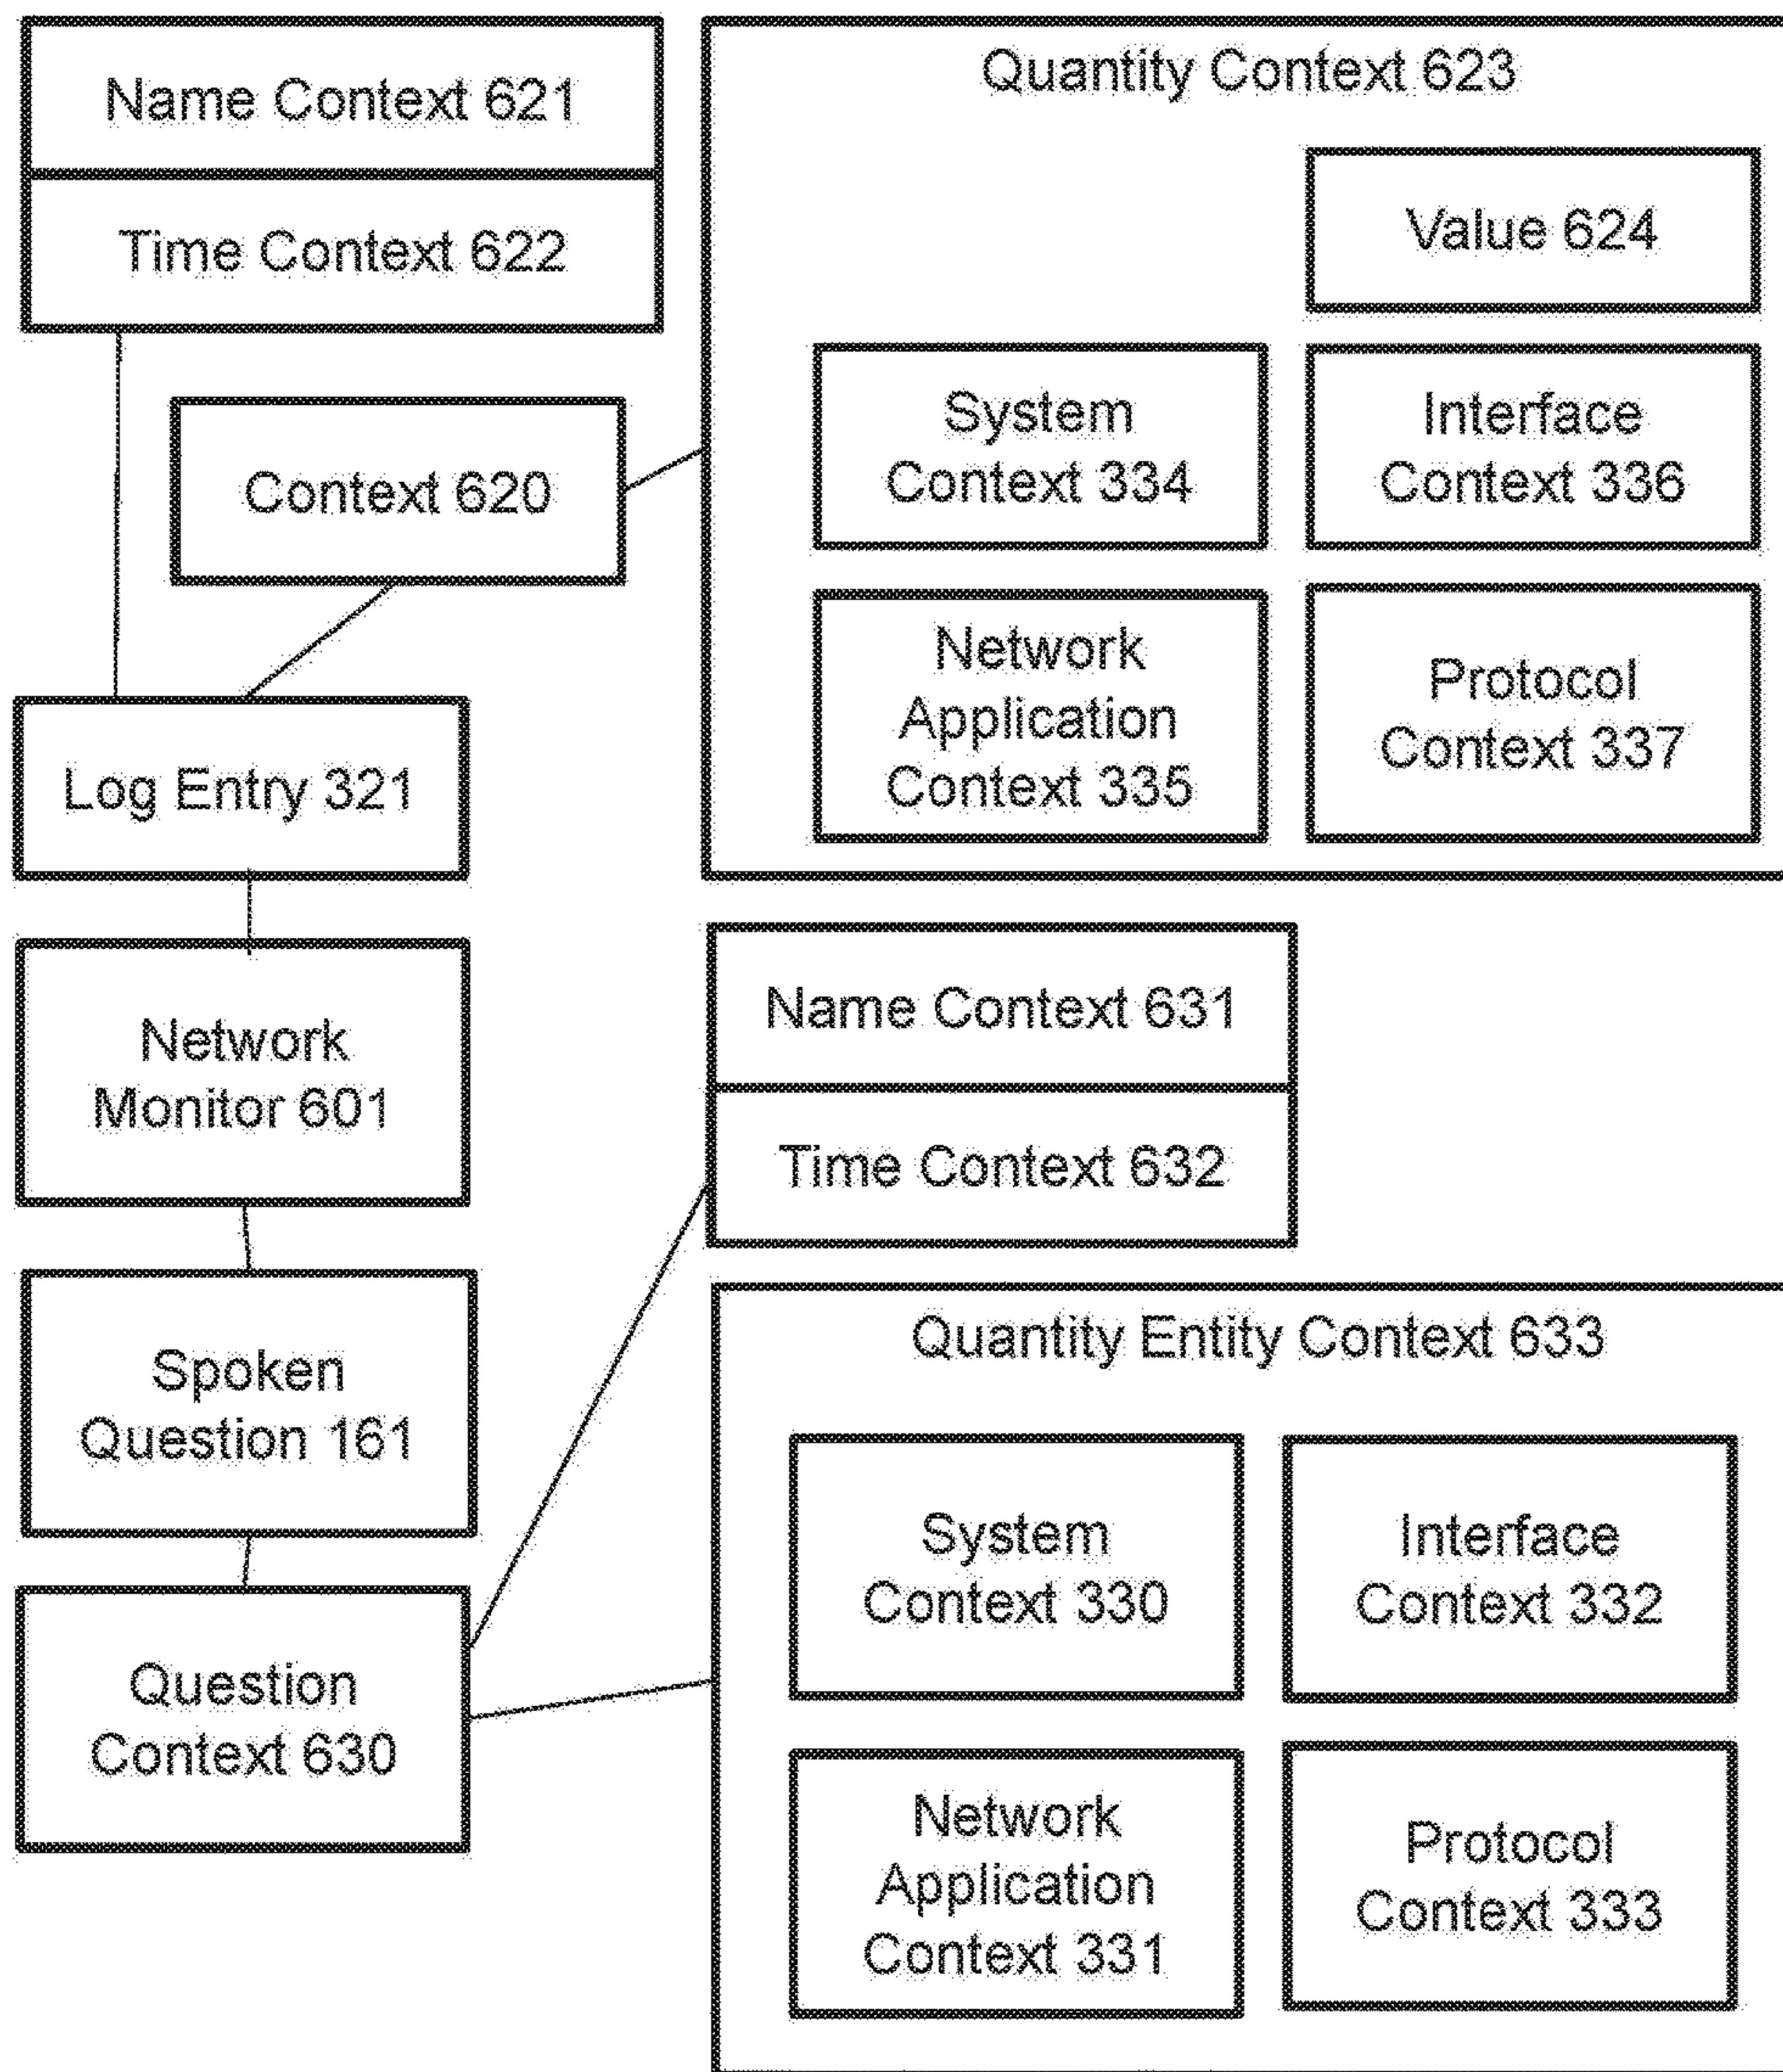 Name Context 621
Time Context 622
Context 620
Log Entry 321
Network
Monitor 601
Spoken
Question 161
Question
Context 630
Quantity Context 623
Value 624
System
Context 334
Interface
Context 336
Network
Application
Context 335
Protocol
Context 337
Name Context 631
Time Context 632
Quantity Entity Context 633
System
Context 330
Interface
Context 332
Network
Application
Context 331
Protocol
Context 333